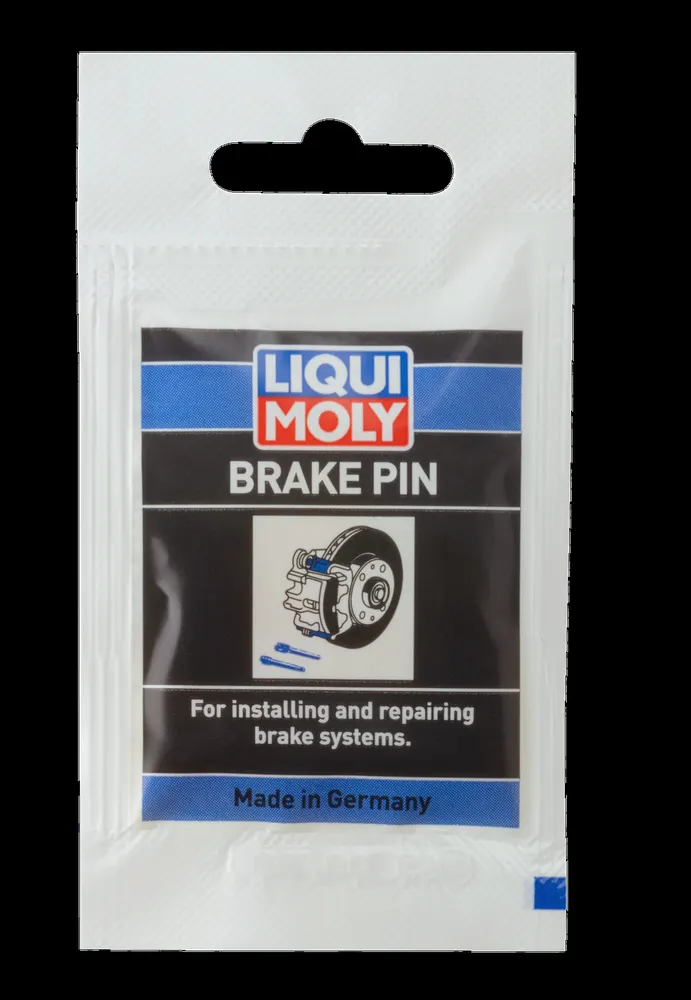 LIQUI
MOLY
BRAKE PIN
For installing and repairing
brake systems.
Made in Germany